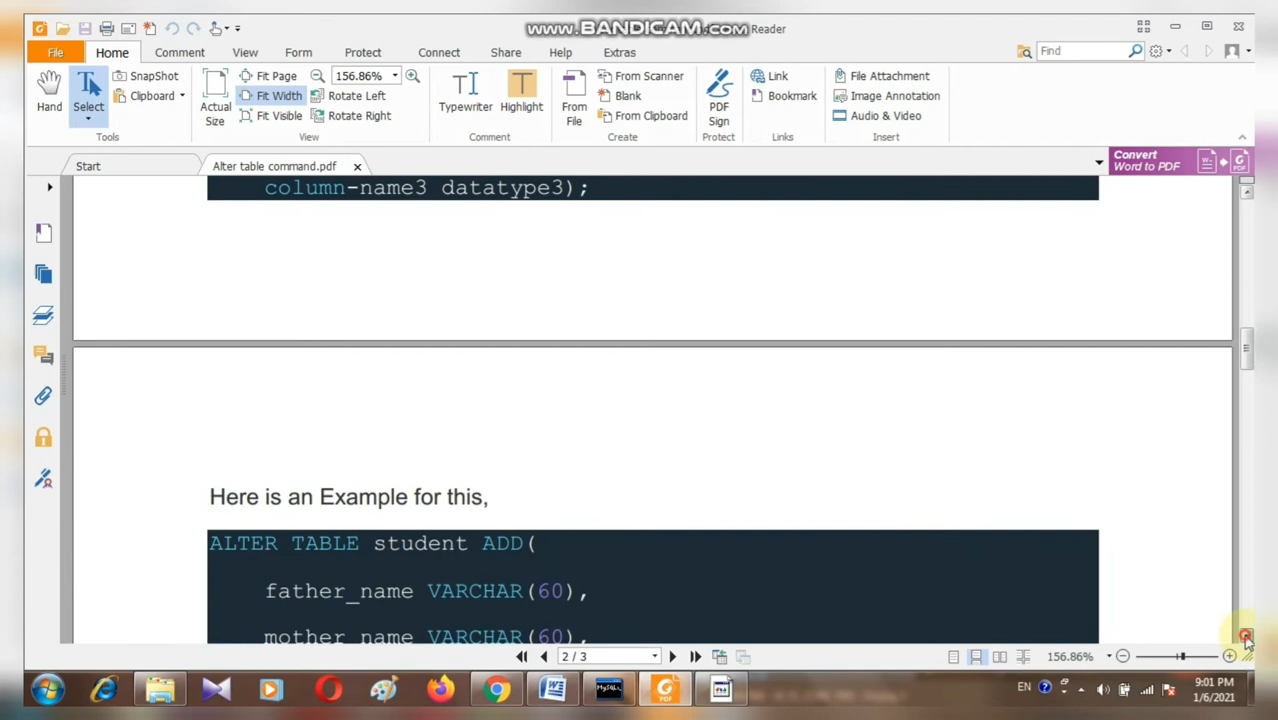 www.BANDICAM.com Reader
File Home Comment View Form Protect Connect Share Help Extras Find
Hand
Select
SnapShot
Clipboard
Tools
Actual Size
Fit Page
Fit Width
Fit Visible
156.86%
Rotate Left
Rotate Right
View
Typewriter
Highlight
Comment
From File
From Scanner
Blank
From Clipboard
Create
PDF Sign
Protect
Link
Bookmark
Links
File Attachment
Image Annotation
Audio & Video
Insert
Start
Alter table command.pdf
Convert
Word to PDF
column-name3 datatype3);
Here is an Example for this,
ALTER TABLE student ADD(
father_name VARCHAR(60),
mother_name VARCHAR(60),
2 / 3
156.86%
EN
9:01 PM
1/6/2021